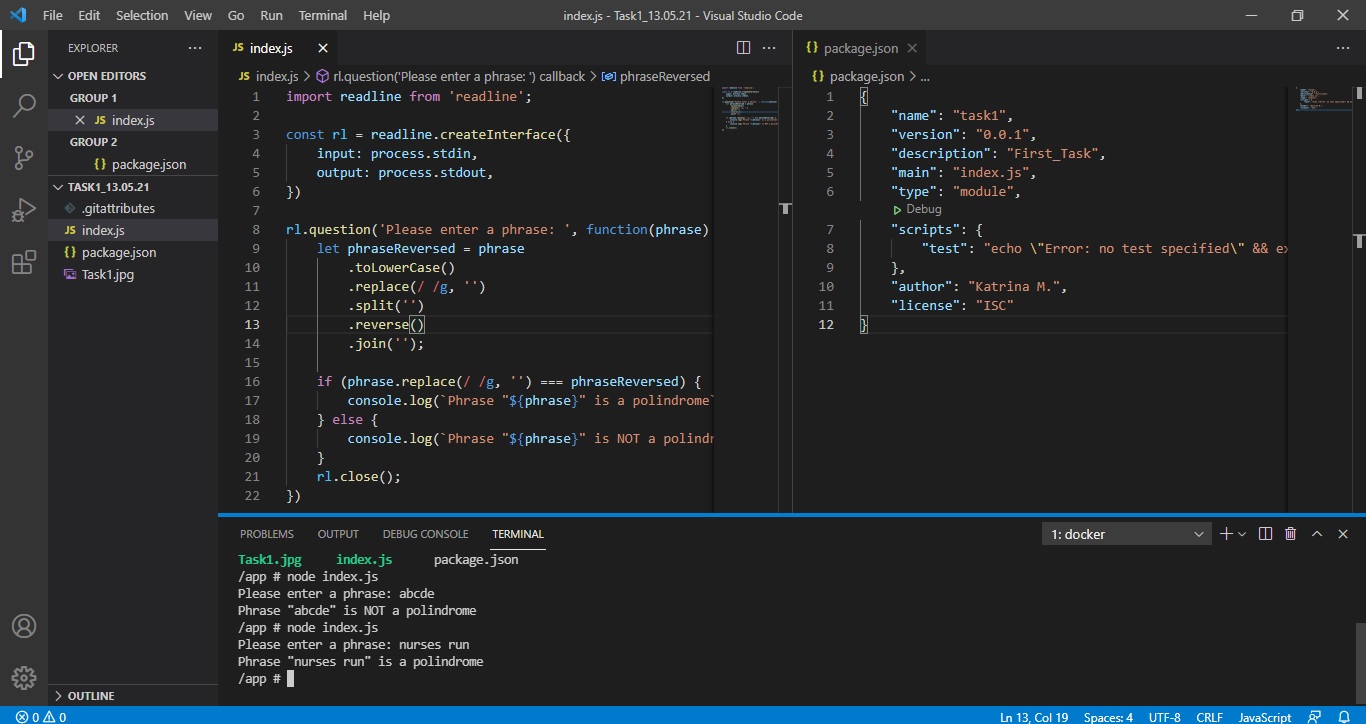 File Edit Selection View Go Run Terminal Help index.js - Task1_13.05.21 - Visual Studio Code
EXPLORER ···
OPEN EDITORS
GROUP 1
JS index.js
GROUP 2
{} package.json
TASK1_13.05.21
.gitattributes
JS index.js
{} package.json
Task1.jpg
OUTLINE
JS index.js
JS index.js > rl.question('Please enter a phrase: ') callback > phraseReversed
1 import readline from 'readline';
2
3 const rl = readline.createInterface({
4 input: process.stdin,
5 output: process.stdout,
6 })
7
8 rl.question('Please enter a phrase: ', function(phrase)
9 let phraseReversed = phrase
10 .toLowerCase()
11 .replace(/ /g, '')
12 .split('')
13 .reverse()
14 .join('');
15
16 if (phrase.replace(/ /g, '') === phraseReversed) {
17 console.log(`Phrase "${phrase}" is a polindrome`
18 } else {
19 console.log(`Phrase "${phrase}" is NOT a polindr
20 }
21 rl.close();
22 })
{} package.json
{} package.json > ...
1 {
2 "name": "task1",
3 "version": "0.0.1",
4 "description": "First_Task",
5 "main": "index.js",
6 "type": "module",
Debug
7 "scripts": {
8 "test": "echo \"Error: no test specified\" && ex
9 },
10 "author": "Katrina M.",
11 "license": "ISC"
12 }
PROBLEMS OUTPUT DEBUG CONSOLE TERMINAL 1: docker
Task1.jpg index.js package.json
/app # node index.js
Please enter a phrase: abcde
Phrase "abcde" is NOT a polindrome
/app # node index.js
Please enter a phrase: nurses run
Phrase "nurses run" is a polindrome
/app #
0 0 Ln 13, Col 19 Spaces: 4 UTF-8 CRLF JavaScript